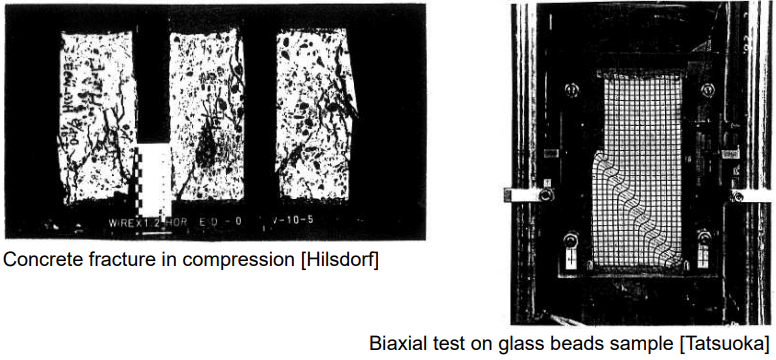 WIREX1.2 HOR E:D - 0 V-10-5
Concrete fracture in compression [Hilsdorf]
Biaxial test on glass beads sample [Tatsuoka]